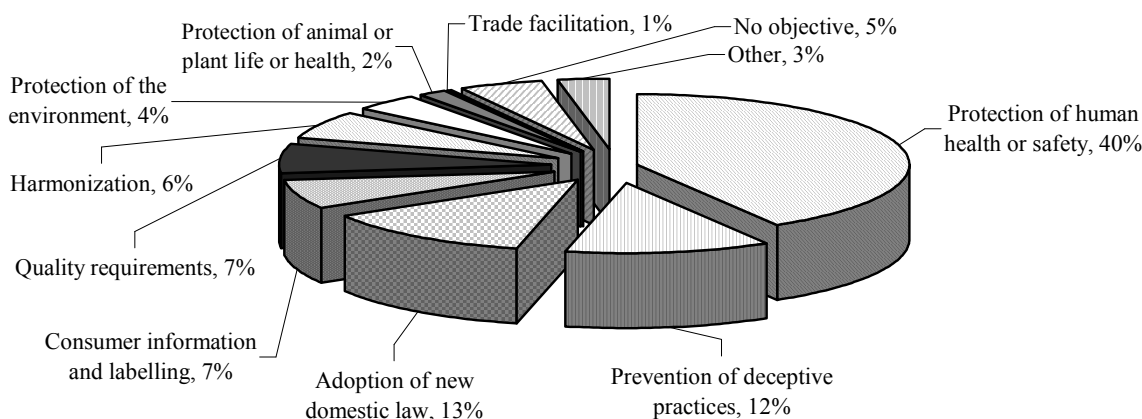 Trade facilitation, 1%
No objective, 5%
Other, 3%
Protection of animal or
plant life or health, 2%
Protection of the
environment, 4%
Protection of human
health or safety, 40%
Harmonization, 6%
Quality requirements, 7%
Consumer information
and labelling, 7%
Adoption of new
domestic law, 13%
Prevention of deceptive
practices, 12%